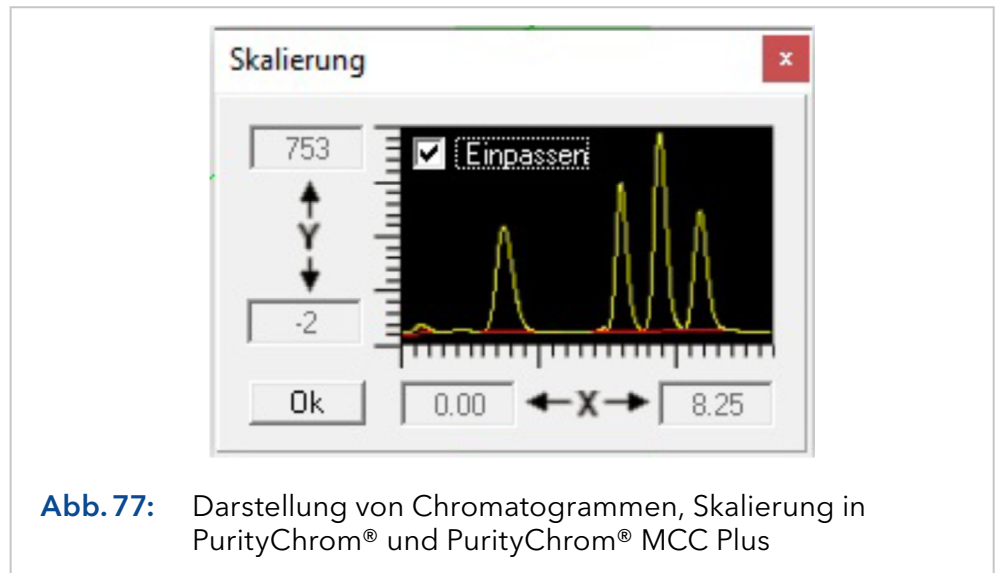 Skalierung
x
753
Einpassen
Y
-2
Ok
0.00
X
8.25
Abb. 77: Darstellung von Chromatogrammen, Skalierung in
PurityChrom® und PurityChrom® MCC Plus